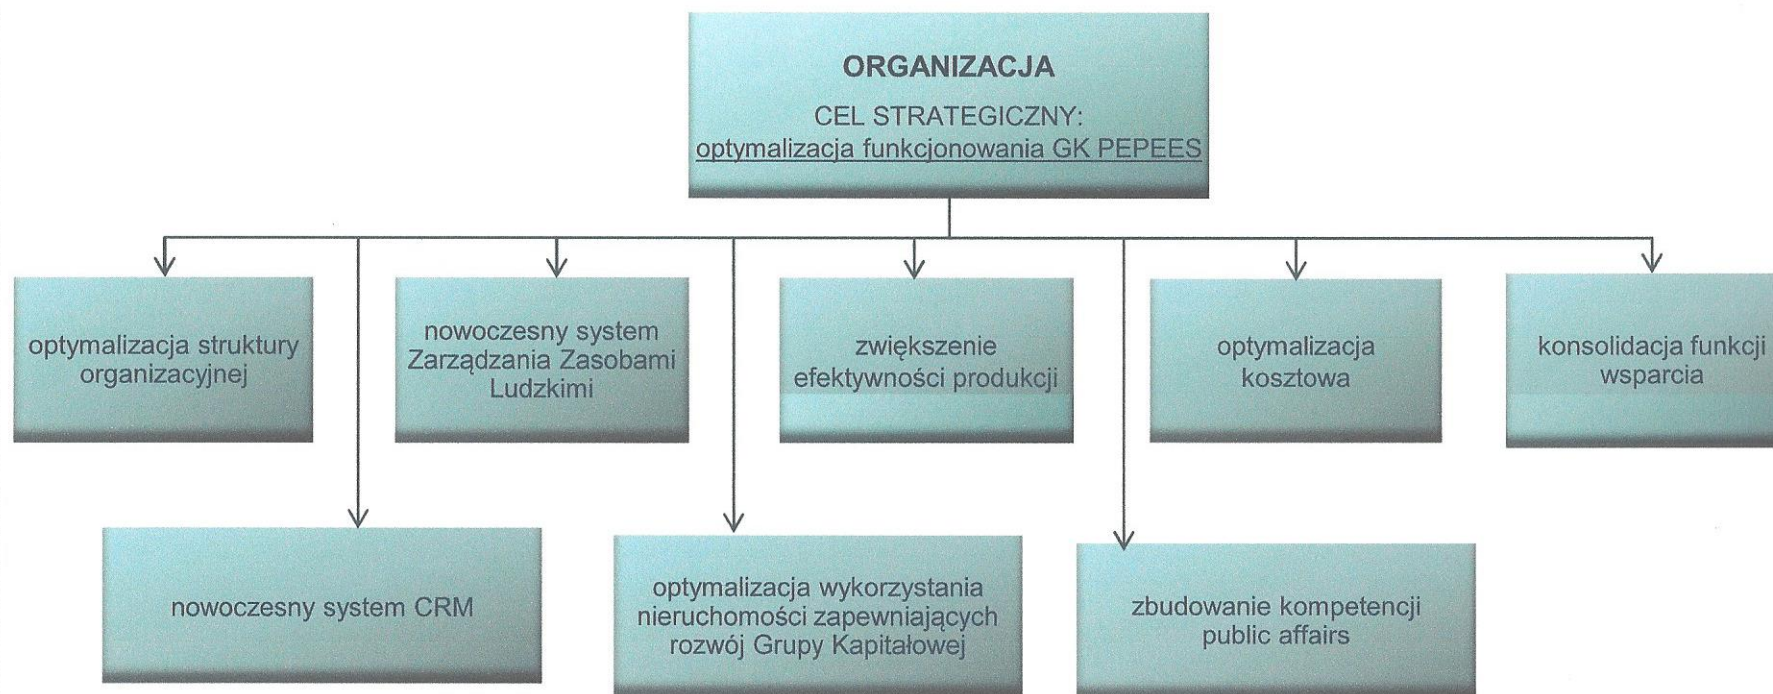 ORGANIZACJA
CEL STRATEGICZNY:
optymalizacja funkcjonowania GK PEPEES
optymalizacja struktury
organizacyjnej
nowoczesny system
Zarządzania Zasobami
Ludzkimi
zwiększenie
efektywności produkcji
optymalizacja
kosztowa
konsolidacja funkcji
wsparcia
nowoczesny system CRM
optymalizacja wykorzystania
nieruchomości zapewniających
rozwój Grupy Kapitałowej
zbudowanie kompetencji
public affairs